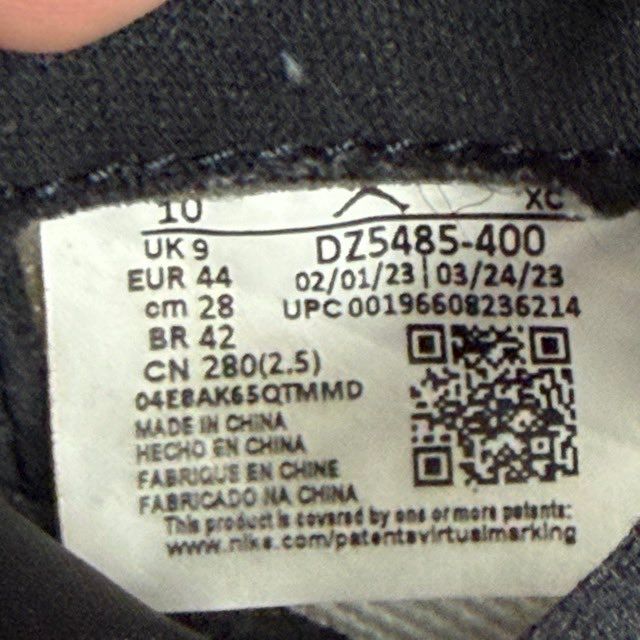 10 XC
UK 9 DZ5485-400
EUR 44 02/01/23 | 03/24/23
cm 28 UPC 00196608236214
BR 42
CN 280(2.5)
04E8AK65QTMMD
MADE IN CHINA
HECHO EN CHINA
FABRIQUE EN CHINE
FABRICADO NA CHINA
This product is covered by one or more patents:
www.nike.com/patentsvirtualmarking